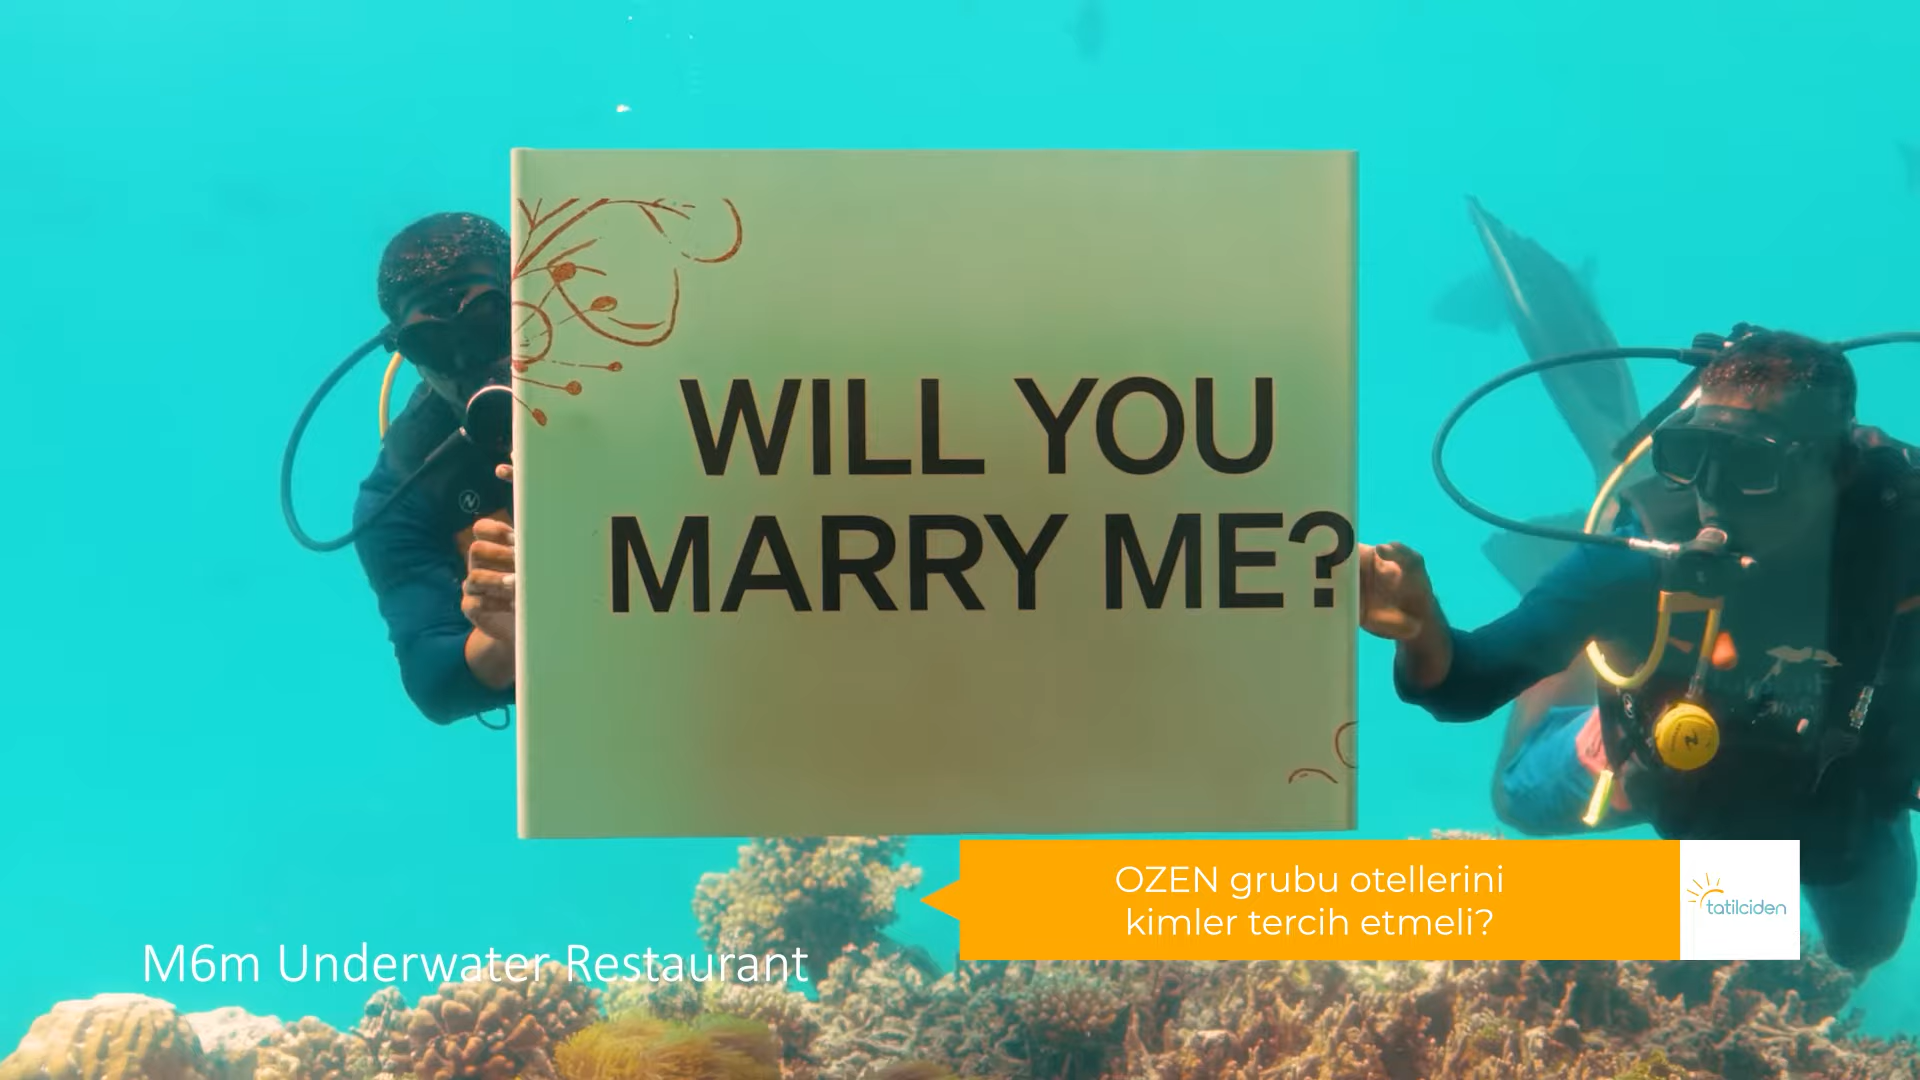 WILL YOU
MARRY ME?
OZEN grubu otellerini
kimler tercih etmeli?
tatilciden
M6m Underwater Restaurant